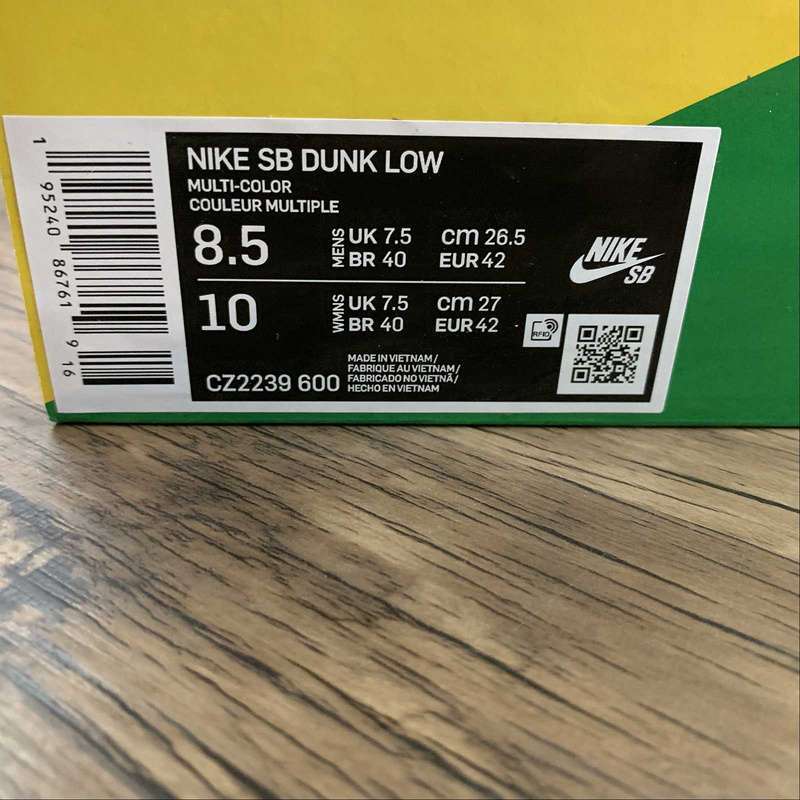 1 95240 86761 9 16
NIKE SB DUNK LOW
MULTI-COLOR
COULEUR MULTIPLE
8.5 MENS UK 7.5 cm 26.5
BR 40 EUR 42
10 WMNS UK 7.5 cm 27
BR 40 EUR 42
NIKE
SB
RFID
CZ2239 600
MADE IN VIETNAM /
FABRIQUE AU VIETNAM /
FABRICADO NO VIETNÃ /
HECHO EN VIETNAM